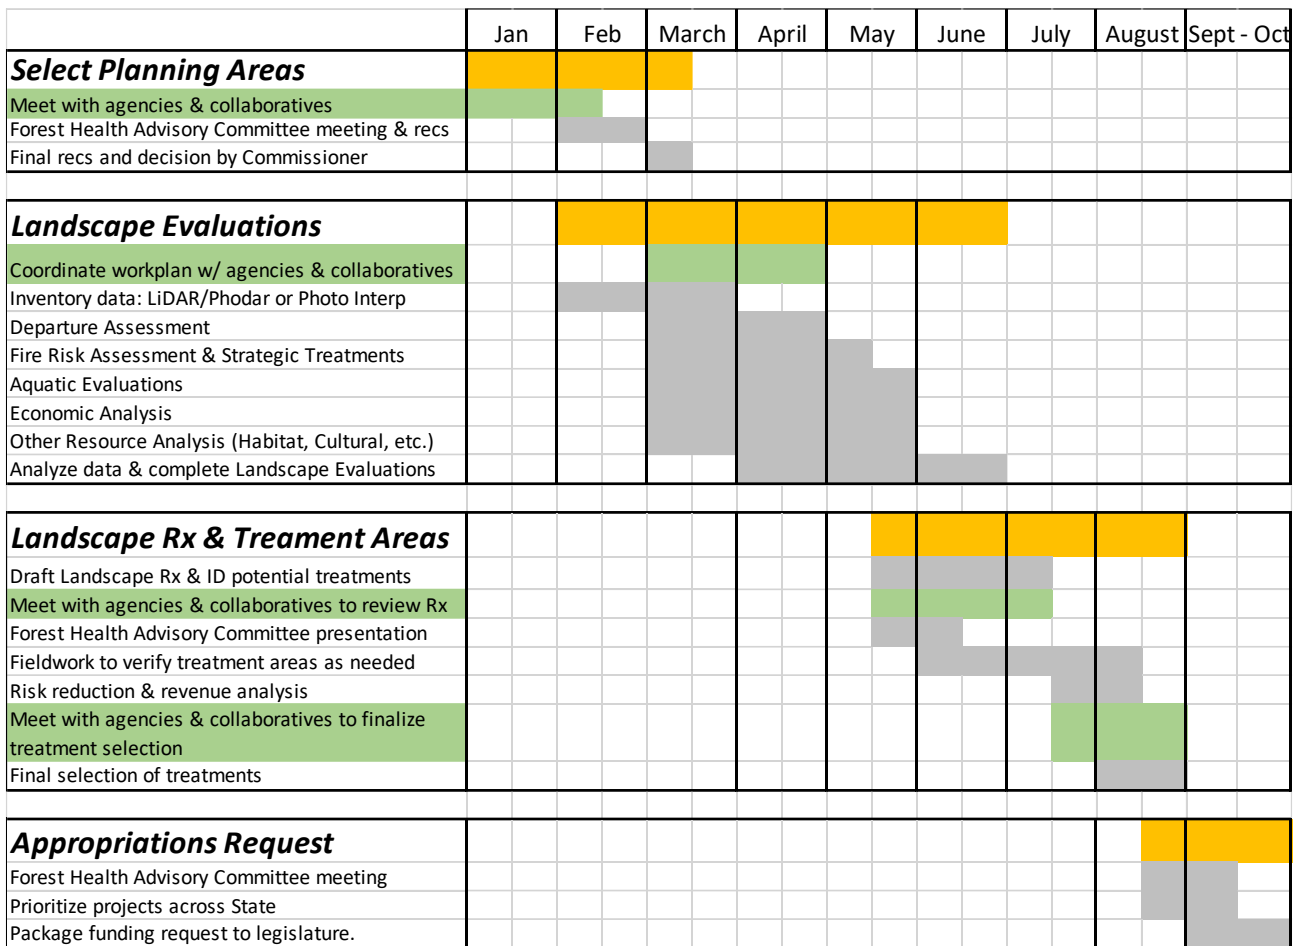 Jan Feb March April May June July August Sept - Oct
Select Planning Areas
Meet with agencies & collaboratives
Forest Health Advisory Committee meeting & recs
Final recs and decision by Commissioner
Landscape Evaluations
Coordinate workplan w/ agencies & collaboratives
Inventory data: LiDAR/Phodar or Photo Interp
Departure Assessment
Fire Risk Assessment & Strategic Treatments
Aquatic Evaluations
Economic Analysis
Other Resource Analysis (Habitat, Cultural, etc.)
Analyze data & complete Landscape Evaluations
Landscape Rx & Treament Areas
Draft Landscape Rx & ID potential treatments
Meet with agencies & collaboratives to review Rx
Forest Health Advisory Committee presentation
Fieldwork to verify treatment areas as needed
Risk reduction & revenue analysis
Meet with agencies & collaboratives to finalize
treatment selection
Final selection of treatments
Appropriations Request
Forest Health Advisory Committee meeting
Prioritize projects across State
Package funding request to legislature.